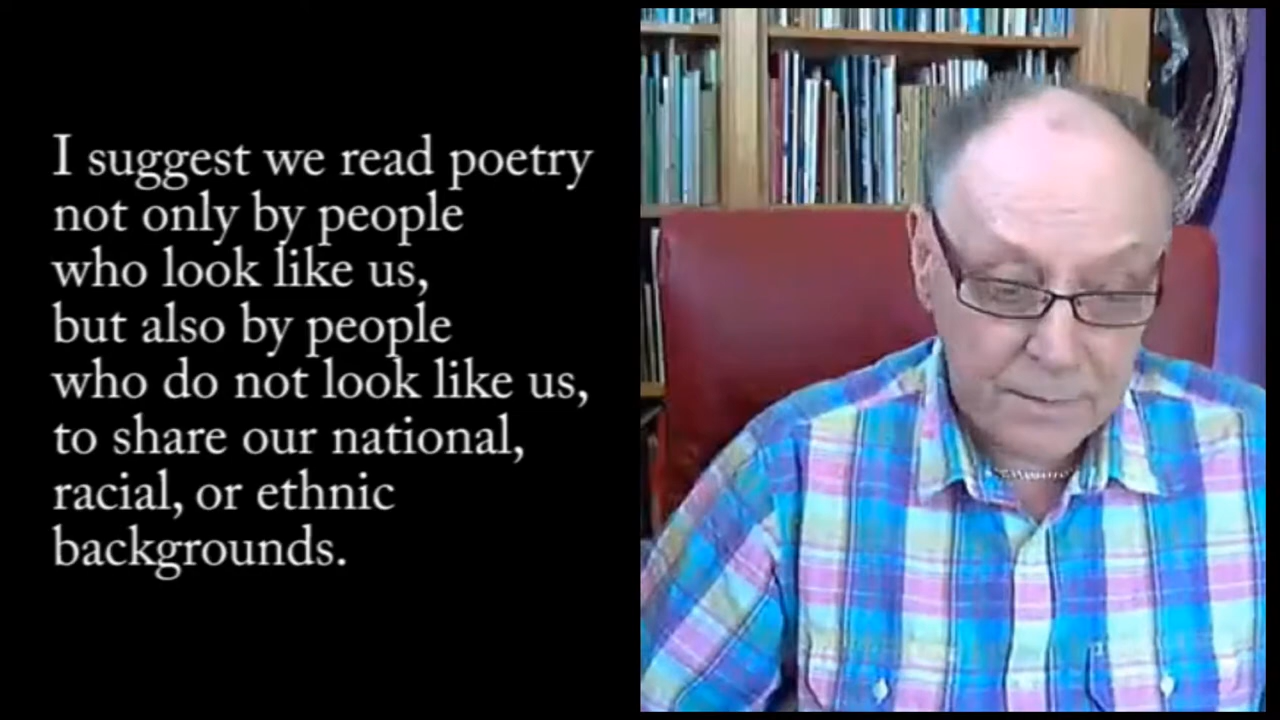 I suggest we read poetry
not only by people
who look like us,
but also by people
who do not look like us,
to share our national,
racial, or ethnic
backgrounds.